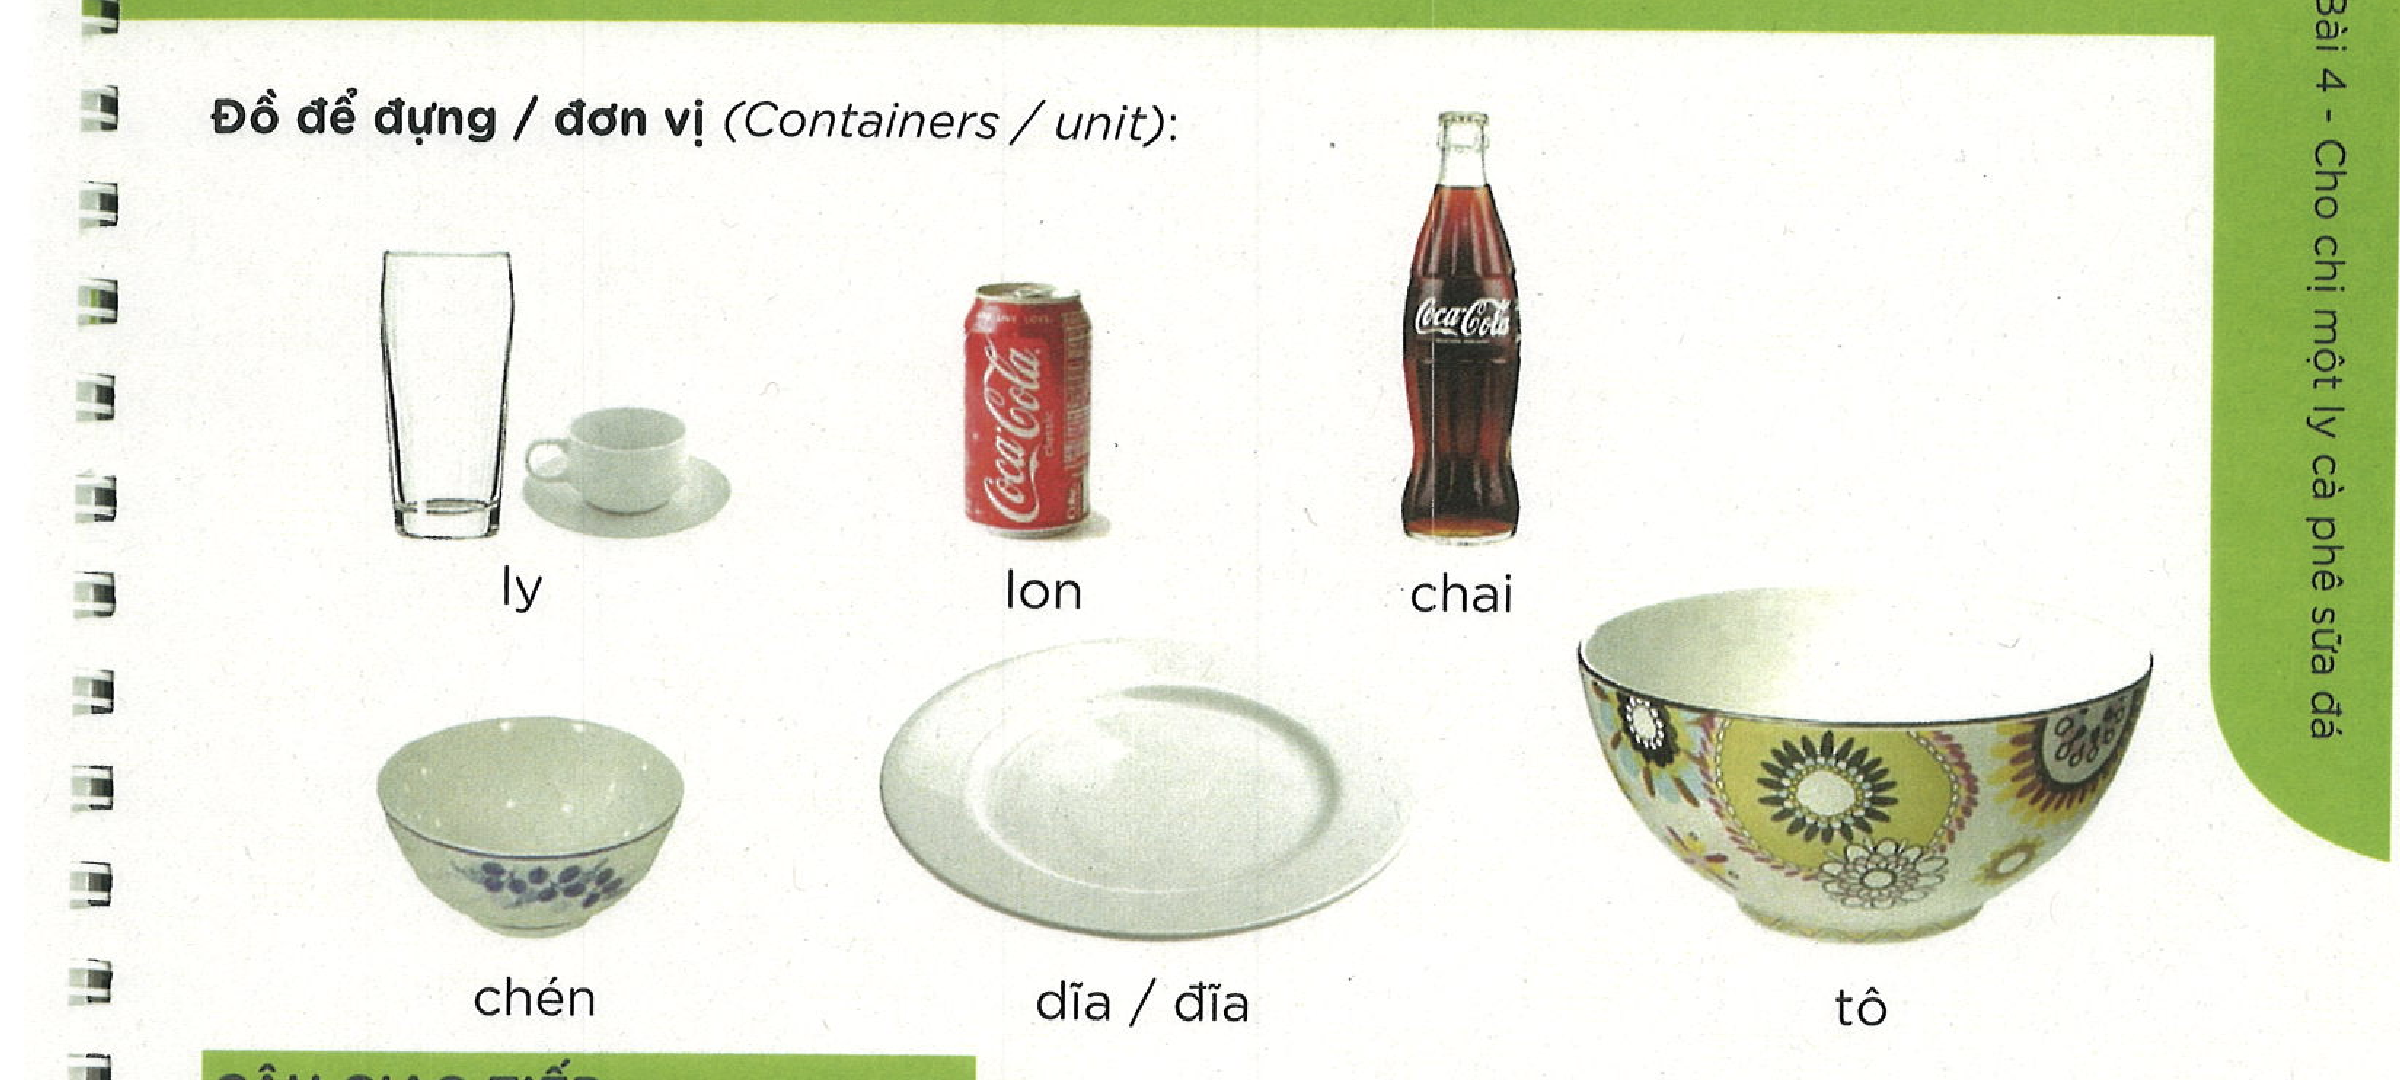 Đồ để đựng / đơn vị (Containers / unit):
Coca-Cola
classic
Coca-Cola
ly
lon
chai
chén
dĩa / đĩa
tô
Bài 4 - Cho chị một ly cà phê sữa đá